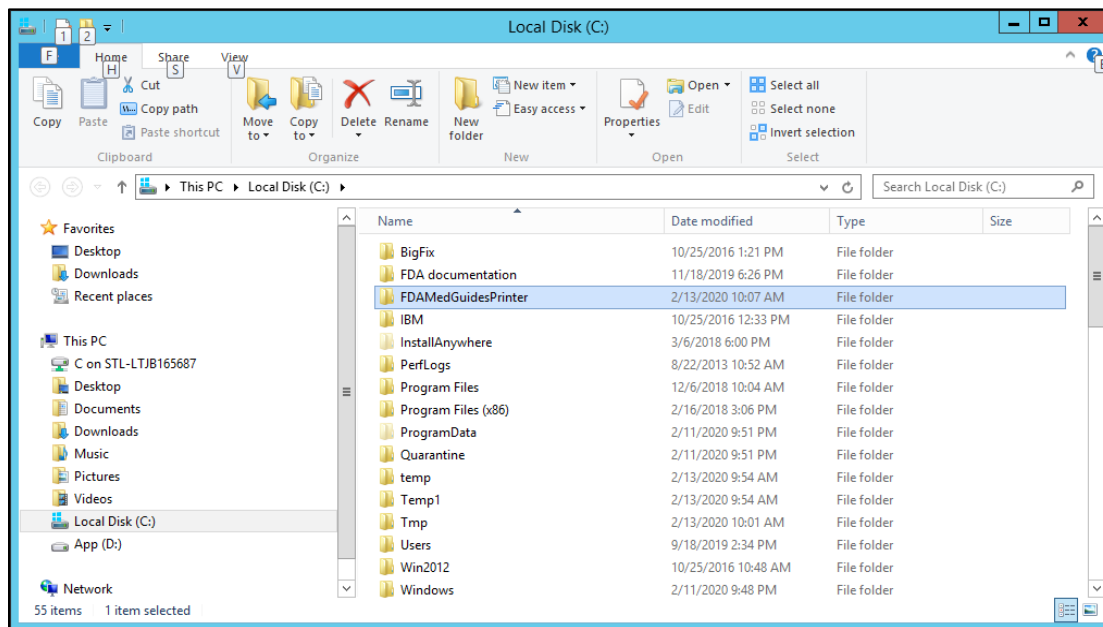 1 2 Local Disk (C:)
F Home Share View
H S V E
Copy Paste Cut Copy path Paste shortcut Move to Copy to Delete Rename New folder New item Easy access Properties Open Edit Select all Select none Invert selection
Clipboard Organize New Open Select
This PC Local Disk (C:) Search Local Disk (C:)
Favorites
Desktop
Downloads
Recent places
This PC
C on STL-LTJB165687
Desktop
Documents
Downloads
Music
Pictures
Videos
Local Disk (C:)
App (D:)
Network
Name Date modified Type Size
BigFix 10/25/2016 1:21 PM File folder
FDA documentation 11/18/2019 6:26 PM File folder
FDAMedGuidesPrinter 2/13/2020 10:07 AM File folder
IBM 10/25/2016 12:33 PM File folder
InstallAnywhere 3/6/2018 6:00 PM File folder
PerfLogs 8/22/2013 10:52 AM File folder
Program Files 12/6/2018 10:04 AM File folder
Program Files (x86) 2/16/2018 3:06 PM File folder
ProgramData 2/11/2020 9:51 PM File folder
Quarantine 2/11/2020 9:51 PM File folder
temp 2/13/2020 9:54 AM File folder
Temp1 2/13/2020 9:54 AM File folder
Tmp 2/13/2020 10:01 AM File folder
Users 9/18/2019 2:34 PM File folder
Win2012 10/25/2016 10:48 AM File folder
Windows 2/11/2020 9:48 PM File folder
55 items 1 item selected